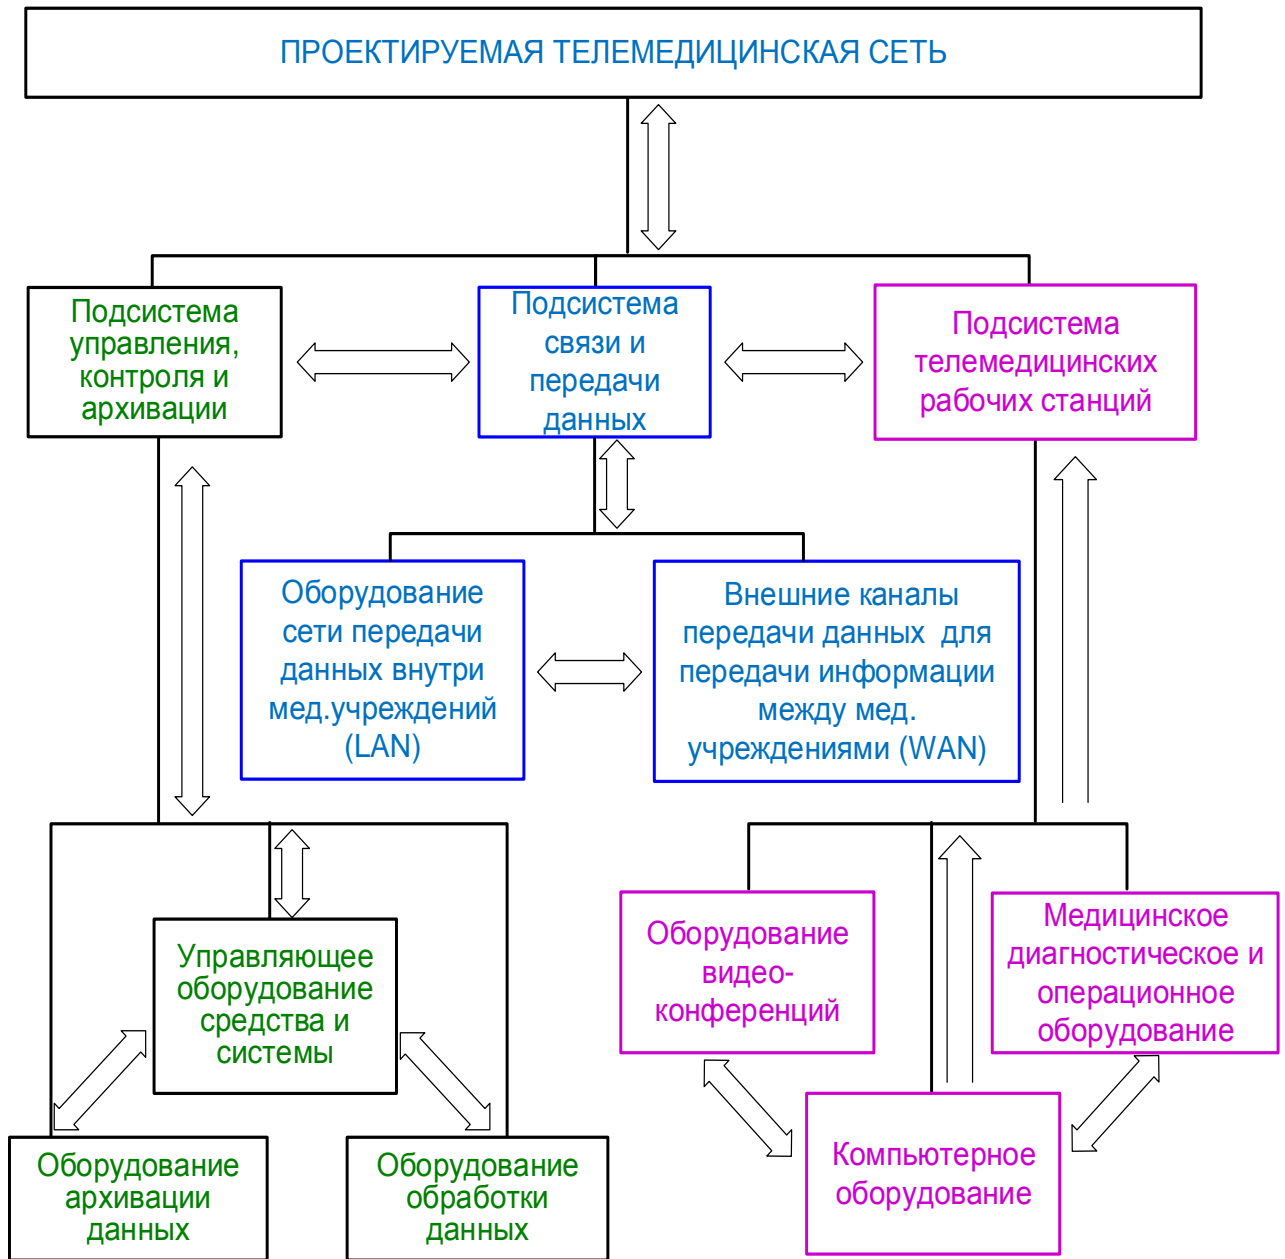 ПРОЕКТИРУЕМАЯ ТЕЛЕМЕДИЦИНСКАЯ СЕТЬ
Подсистема
управления,
контроля и
архивации
Подсистема
связи и
передачи
данных
Подсистема
телемедицинских
рабочих станций
Оборудование
сети передачи
данных внутри
мед.учреждений
(LAN)
Внешние каналы
передачи данных для
передачи информации
между мед.
учреждениями (WAN)
Управляющее
оборудование
средства и
системы
Оборудование
архивации
данных
Оборудование
обработки
данных
Оборудование
видео-
конференций
Медицинское
диагностическое и
операционное
оборудование
Компьютерное
оборудование